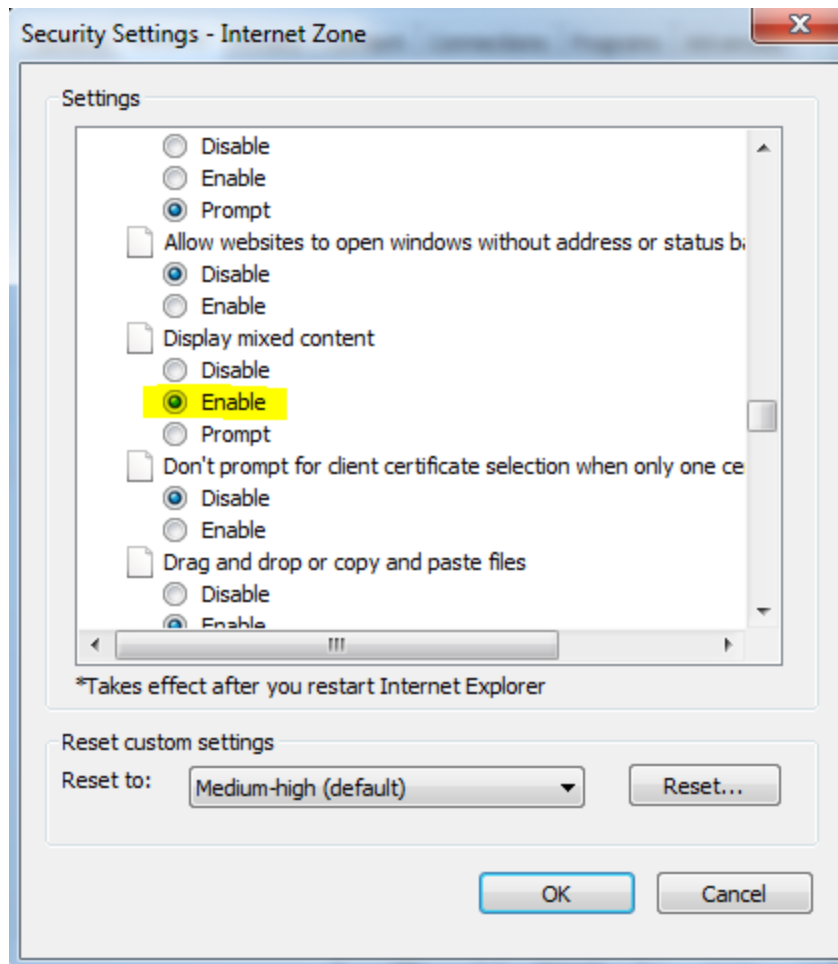 Security Settings - Internet Zone
Settings
Disable
Enable
Prompt
Allow websites to open windows without address or status
Disable
Enable
Display mixed content
Disable
Enable
Prompt
Don't prompt for client certificate selection when only one
Disable
Enable
Drag and drop or copy and paste files
Disable
Enable
*Takes effect after you restart Internet Explorer
Reset custom settings
Reset to:
Medium-high (default)
Reset...
OK
Cancel